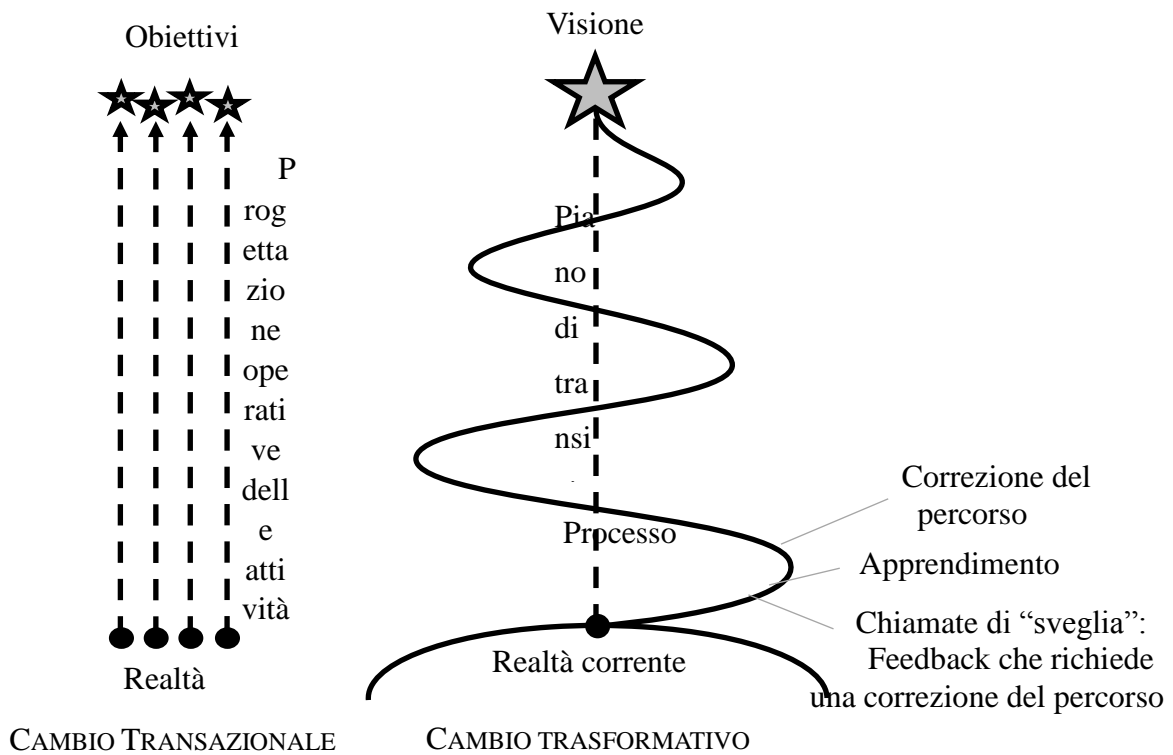 Obiettivi
P
rog
etta
zio
ne
ope
rati
ve
dell
e
atti
vità
Realtà
CAMBIO TRANSAZIONALE
Visione
Pia
no
di
tra
nsi
Processo
Realtà corrente
CAMBIO TRASFORMATIVO
Correzione del
percorso
Apprendimento
Chiamate di “sveglia”:
Feedback che richiede
una correzione del percorso